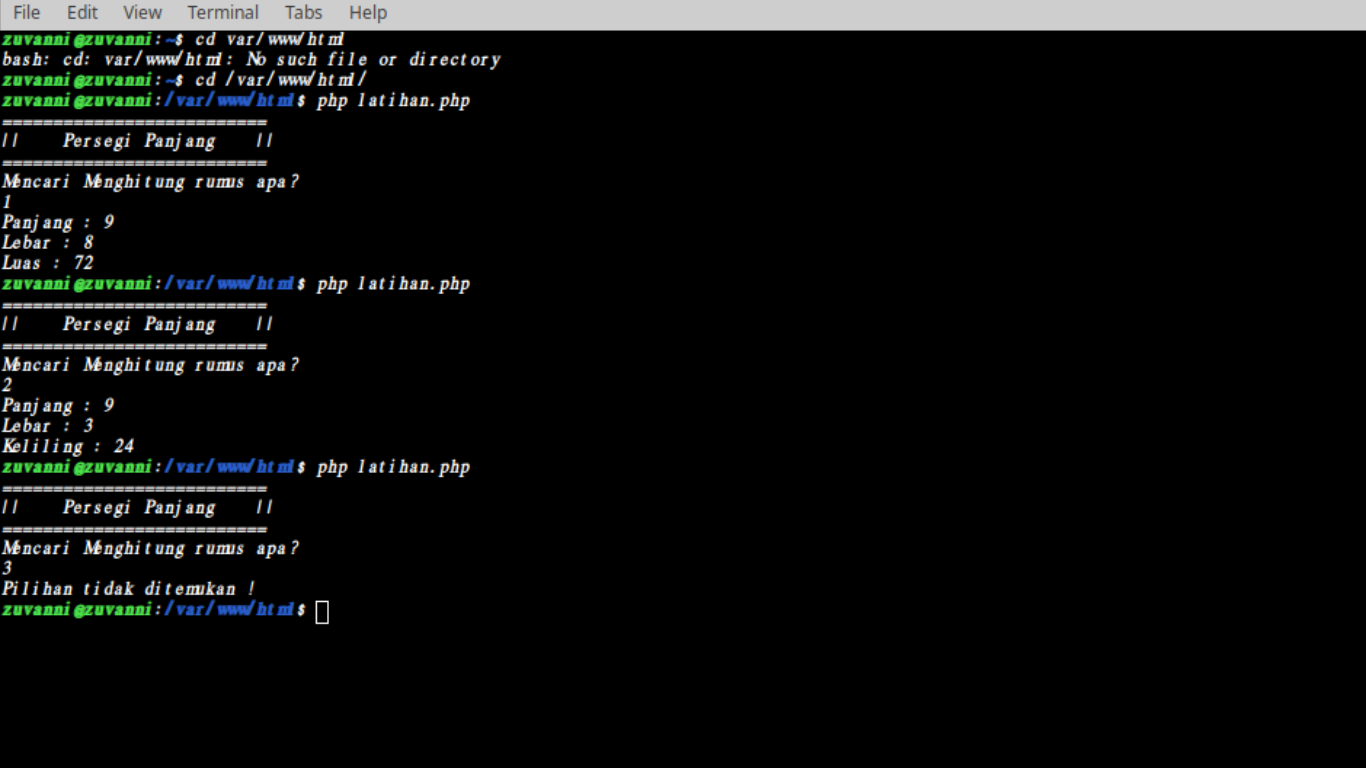 File Edit View Terminal Tabs Help
zuvanni@zuvanni:~$ cd var/www/html
bash: cd: var/www/html: No such file or directory
zuvanni@zuvanni:~$ cd /var/www/html/
zuvanni@zuvanni:/var/www/html$ php latihan.php
==========================
||    Persegi Panjang    ||
==========================
Mencari Menghitung rumus apa?
1
Panjang : 9
Lebar : 8
Luas : 72
zuvanni@zuvanni:/var/www/html$ php latihan.php
==========================
||    Persegi Panjang    ||
==========================
Mencari Menghitung rumus apa?
2
Panjang : 9
Lebar : 3
Keliling : 24
zuvanni@zuvanni:/var/www/html$ php latihan.php
==========================
||    Persegi Panjang    ||
==========================
Mencari Menghitung rumus apa?
3
Pilihan tidak ditemukan !
zuvanni@zuvanni:/var/www/html$